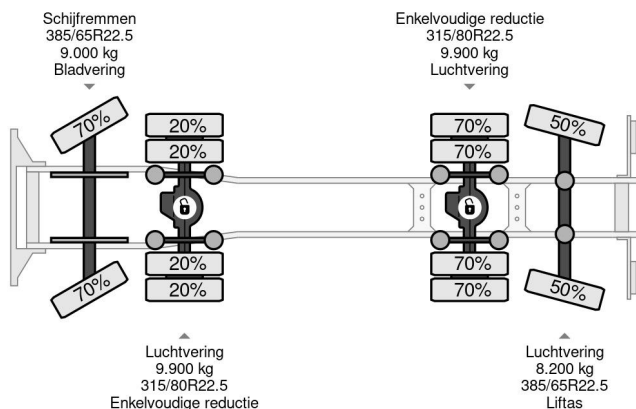 Schijfremmen
385/65R22.5
9.000 kg
Bladvering
Enkelvoudige reductie
315/80R22.5
9.900 kg
Luchtvering
70%
20%
20%
70%
70%
50%
70%
20%
20%
70%
70%
50%
Luchtvering
9.900 kg
315/80R22.5
Enkelvoudige reductie
Luchtvering
8.200 kg
385/65R22.5
Liftas